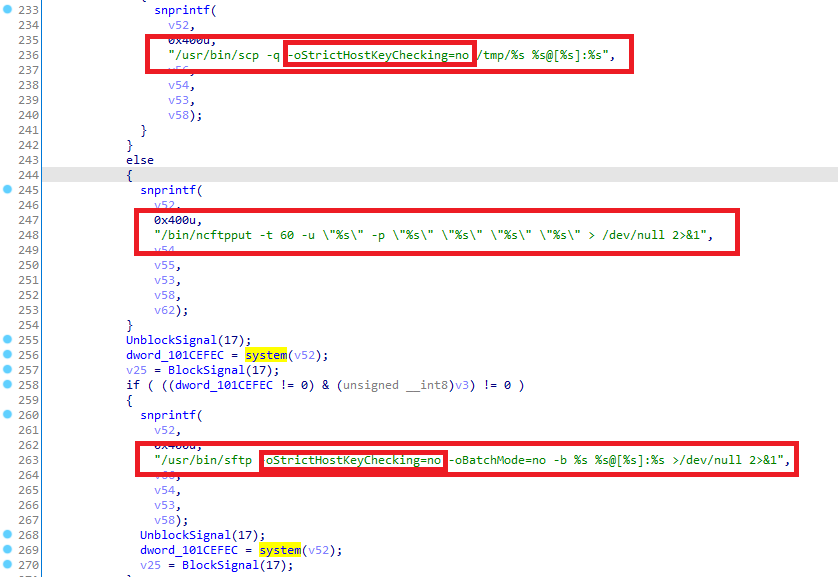 233 snprintf(
234 v52,
235 0x400u,
236 "/usr/bin/scp -q -oStrictHostKeyChecking=no /tmp/%s %s@[%s]:%s",
237
238 v54,
239 v53,
240 v58);
241 }
242 }
243 else
244 {
245 snprintf(
246 v52,
247 0x400u,
248 "/bin/ncftpput -t 60 -u \"%s\" -p \"%s\" \"%s\" \"%s\" \"%s\" > /dev/null 2>&1",
249 v54,
250 v55,
251 v53,
252 v58,
253 v62);
254 }
255 UnblockSignal(17);
256 dword_101CEFEC = system(v52);
257 v25 = BlockSignal(17);
258 if ( ((dword_101CEFEC != 0) & (unsigned __int8)v3) != 0 )
259 {
260 snprintf(
261 v52,
262 0x400u,
263 "/usr/bin/sftp -oStrictHostKeyChecking=no -oBatchMode=no -b %s %s@[%s]:%s >/dev/null 2>&1",
264
265 v54,
266 v53,
267 v58);
268 UnblockSignal(17);
269 dword_101CEFEC = system(v52);
270 v25 = BlockSignal(17);